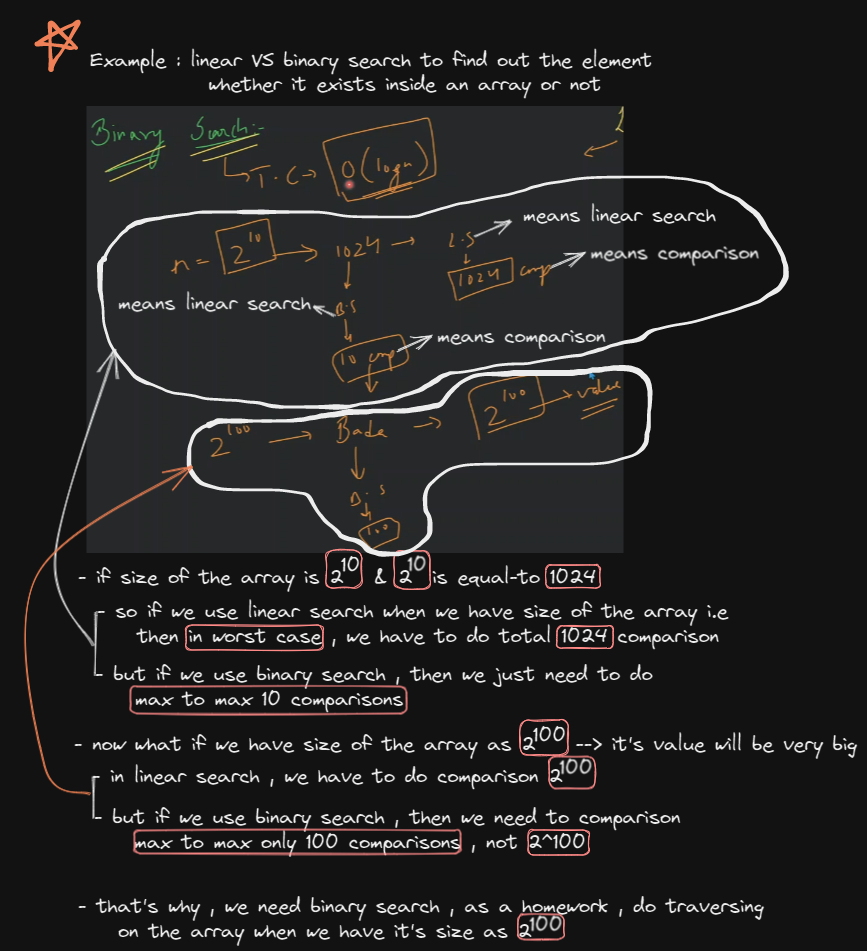 Example : linear VS binary search to find out the element
whether it exists inside an array or not
Binary Search:-
T.C → O(logn)
n = 2^10 → 1024 → L.S → means linear search
1024 cmp → means comparison
means linear search ← B.S
10 cmp → means comparison
2^100 → Bada → 2^100 → value
B.S
100
- if size of the array is 2^10 & 2^10 is equal-to 1024
so if we use linear search when we have size of the array i.e
then in worst case , we have to do total 1024 comparison
but if we use binary search , then we just need to do
max to max 10 comparisons
- now what if we have size of the array as 2^100 --> it's value will be very big
in linear search , we have to do comparison 2^100
but if we use binary search , then we need to comparison
max to max only 100 comparisons , not 2^100
- that's why , we need binary search , as a homework , do traversing
on the array when we have it's size as 2^100